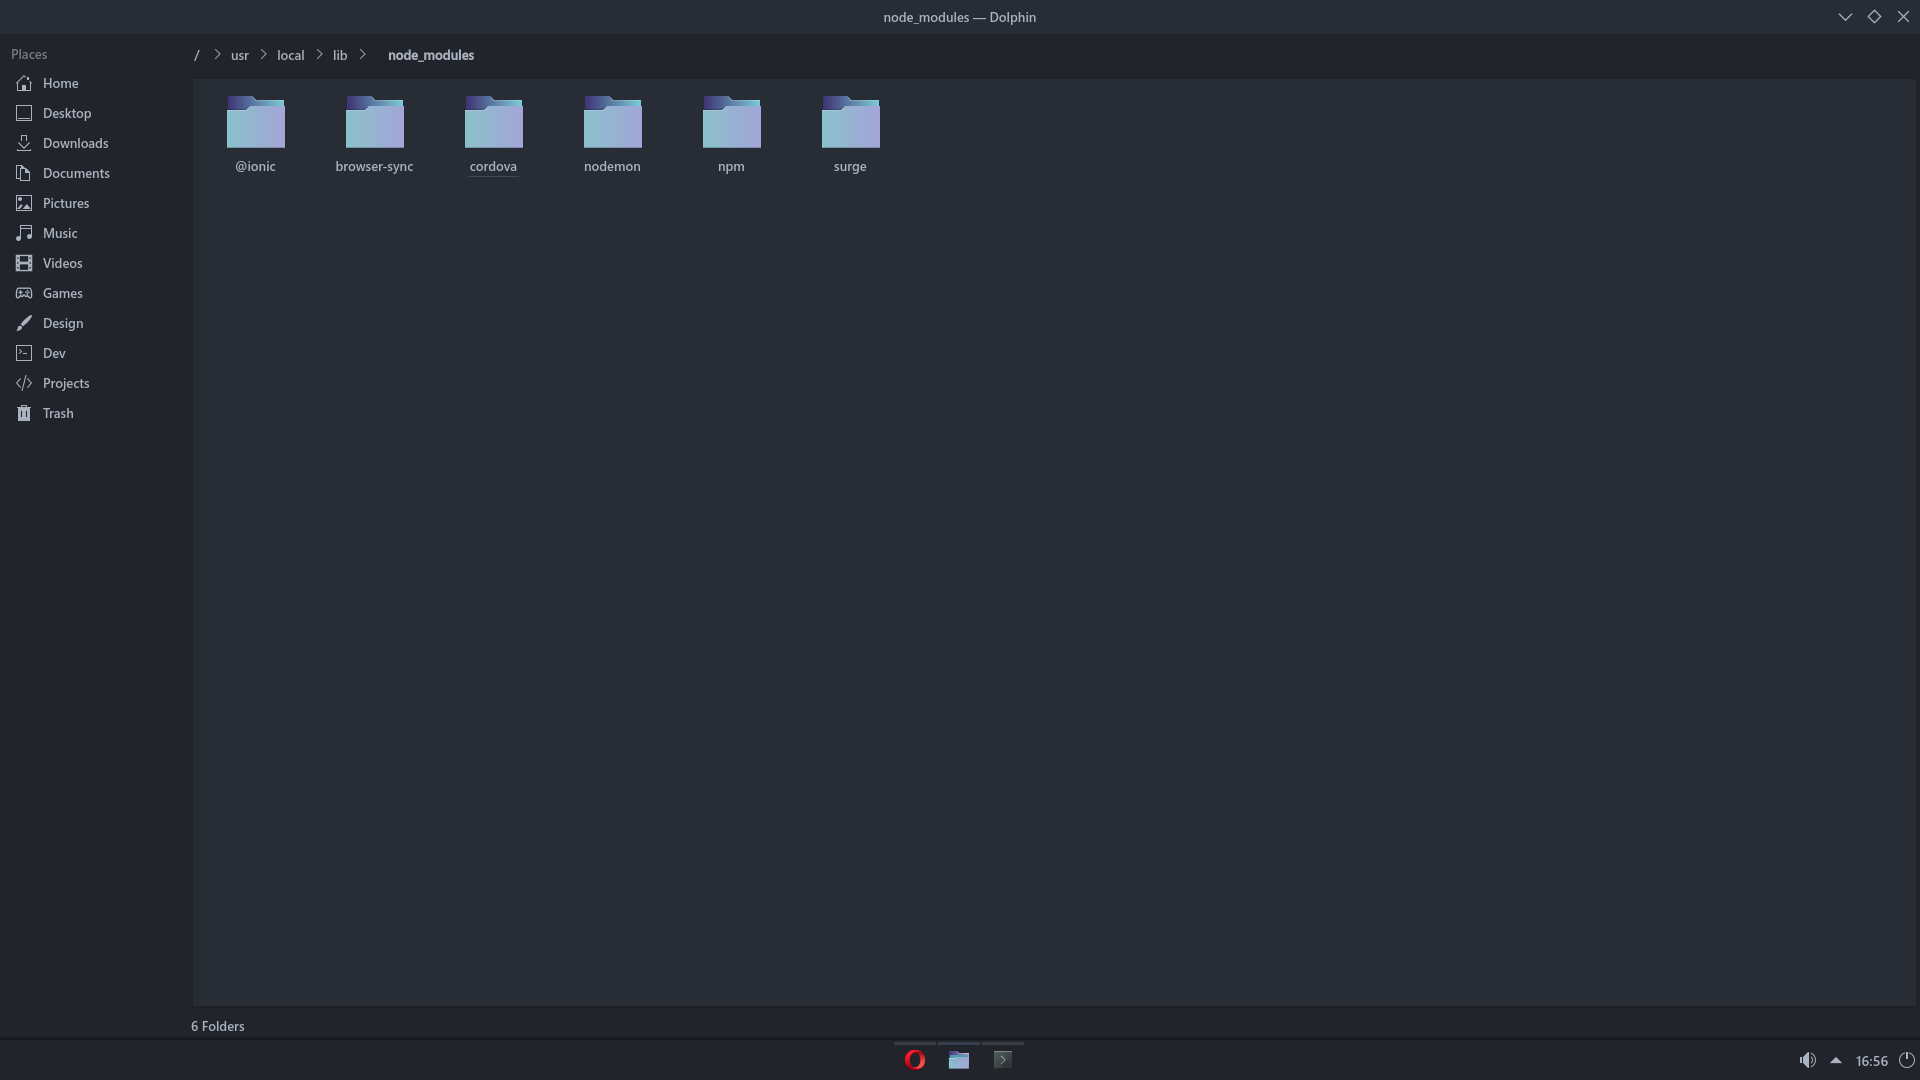 node_modules — Dolphin
Places
Home
Desktop
Downloads
Documents
Pictures
Music
Videos
Games
Design
Dev
Projects
Trash
/ > usr > local > lib > node_modules
@ionic browser-sync cordova nodemon npm surge
6 Folders
16:56